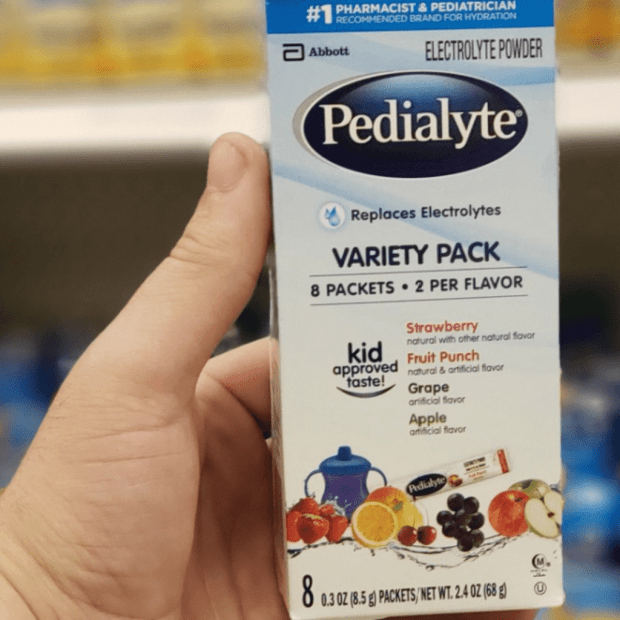 #1 PHARMACIST & PEDIATRICIAN
RECOMMENDED BRAND FOR HYDRATION
Abbott
ELECTROLYTE POWDER
Pedialyte®
Replaces Electrolytes
VARIETY PACK
8 PACKETS • 2 PER FLAVOR
Strawberry
natural with other natural flavor
kid
approved
taste!
Fruit Punch
natural & artificial flavor
Grape
artificial flavor
Apple
artificial flavor
Pedialyte
M
U
8 0.3 OZ (8.5 g) PACKETS/NET WT. 2.4 OZ (68 g)